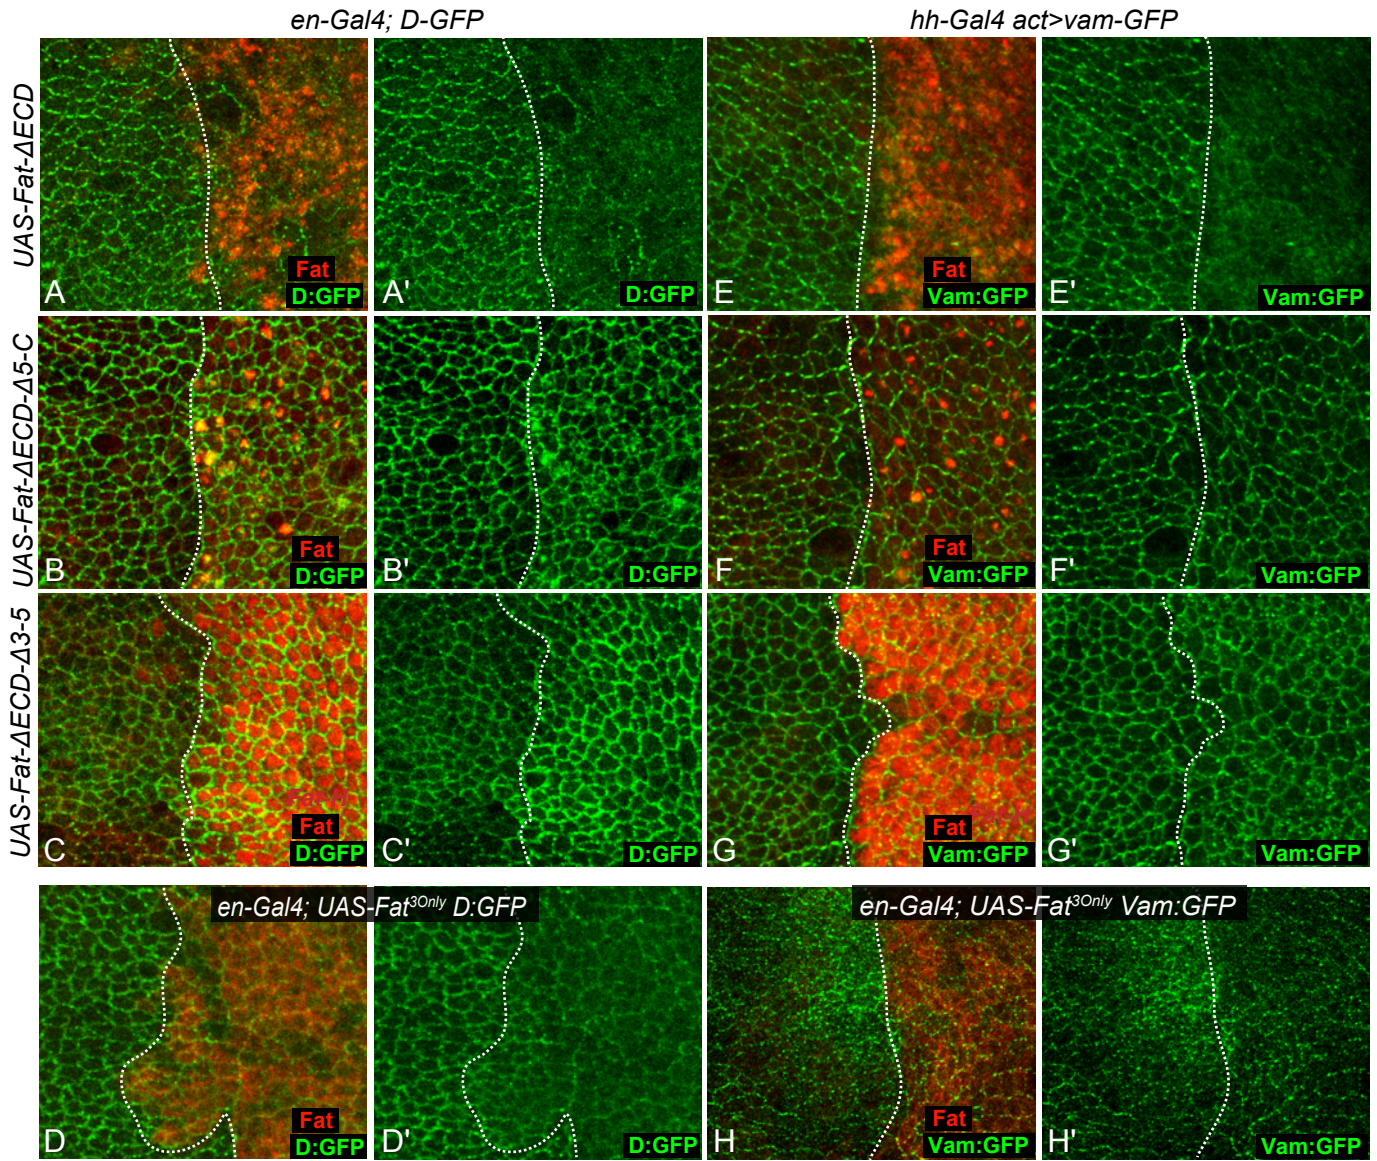 en-Gal4; D-GFP
hh-Gal4 act>vam-GFP
UAS-Fat-ΔECD
A
Fat
D:GFP
A'
D:GFP
E
Fat
Vam:GFP
E'
Vam:GFP
UAS-Fat-ΔECD-Δ5-C
B
Fat
D:GFP
B'
D:GFP
F
Fat
Vam:GFP
F'
Vam:GFP
UAS-Fat-ΔECD-Δ3-5
C
Fat
D:GFP
C'
D:GFP
G
Fat
Vam:GFP
G'
Vam:GFP
en-Gal4; UAS-Fat3Only D:GFP
D
Fat
D:GFP
D'
D:GFP
en-Gal4; UAS-Fat3Only Vam:GFP
H
Fat
Vam:GFP
H'
Vam:GFP